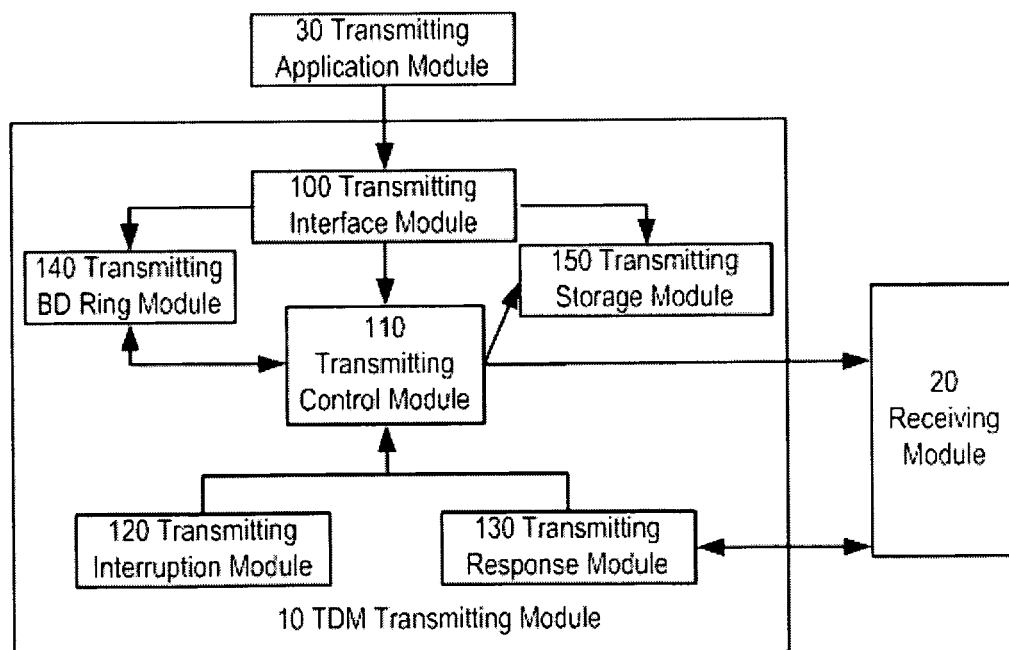 30 Transmitting
Application Module
100 Transmitting
Interface Module
140 Transmitting
BD Ring Module
150 Transmitting
Storage Module
110
Transmitting
Control Module
20
Receiving
Module
120 Transmitting
Interruption Module
130 Transmitting
Response Module
10 TDM Transmitting Module